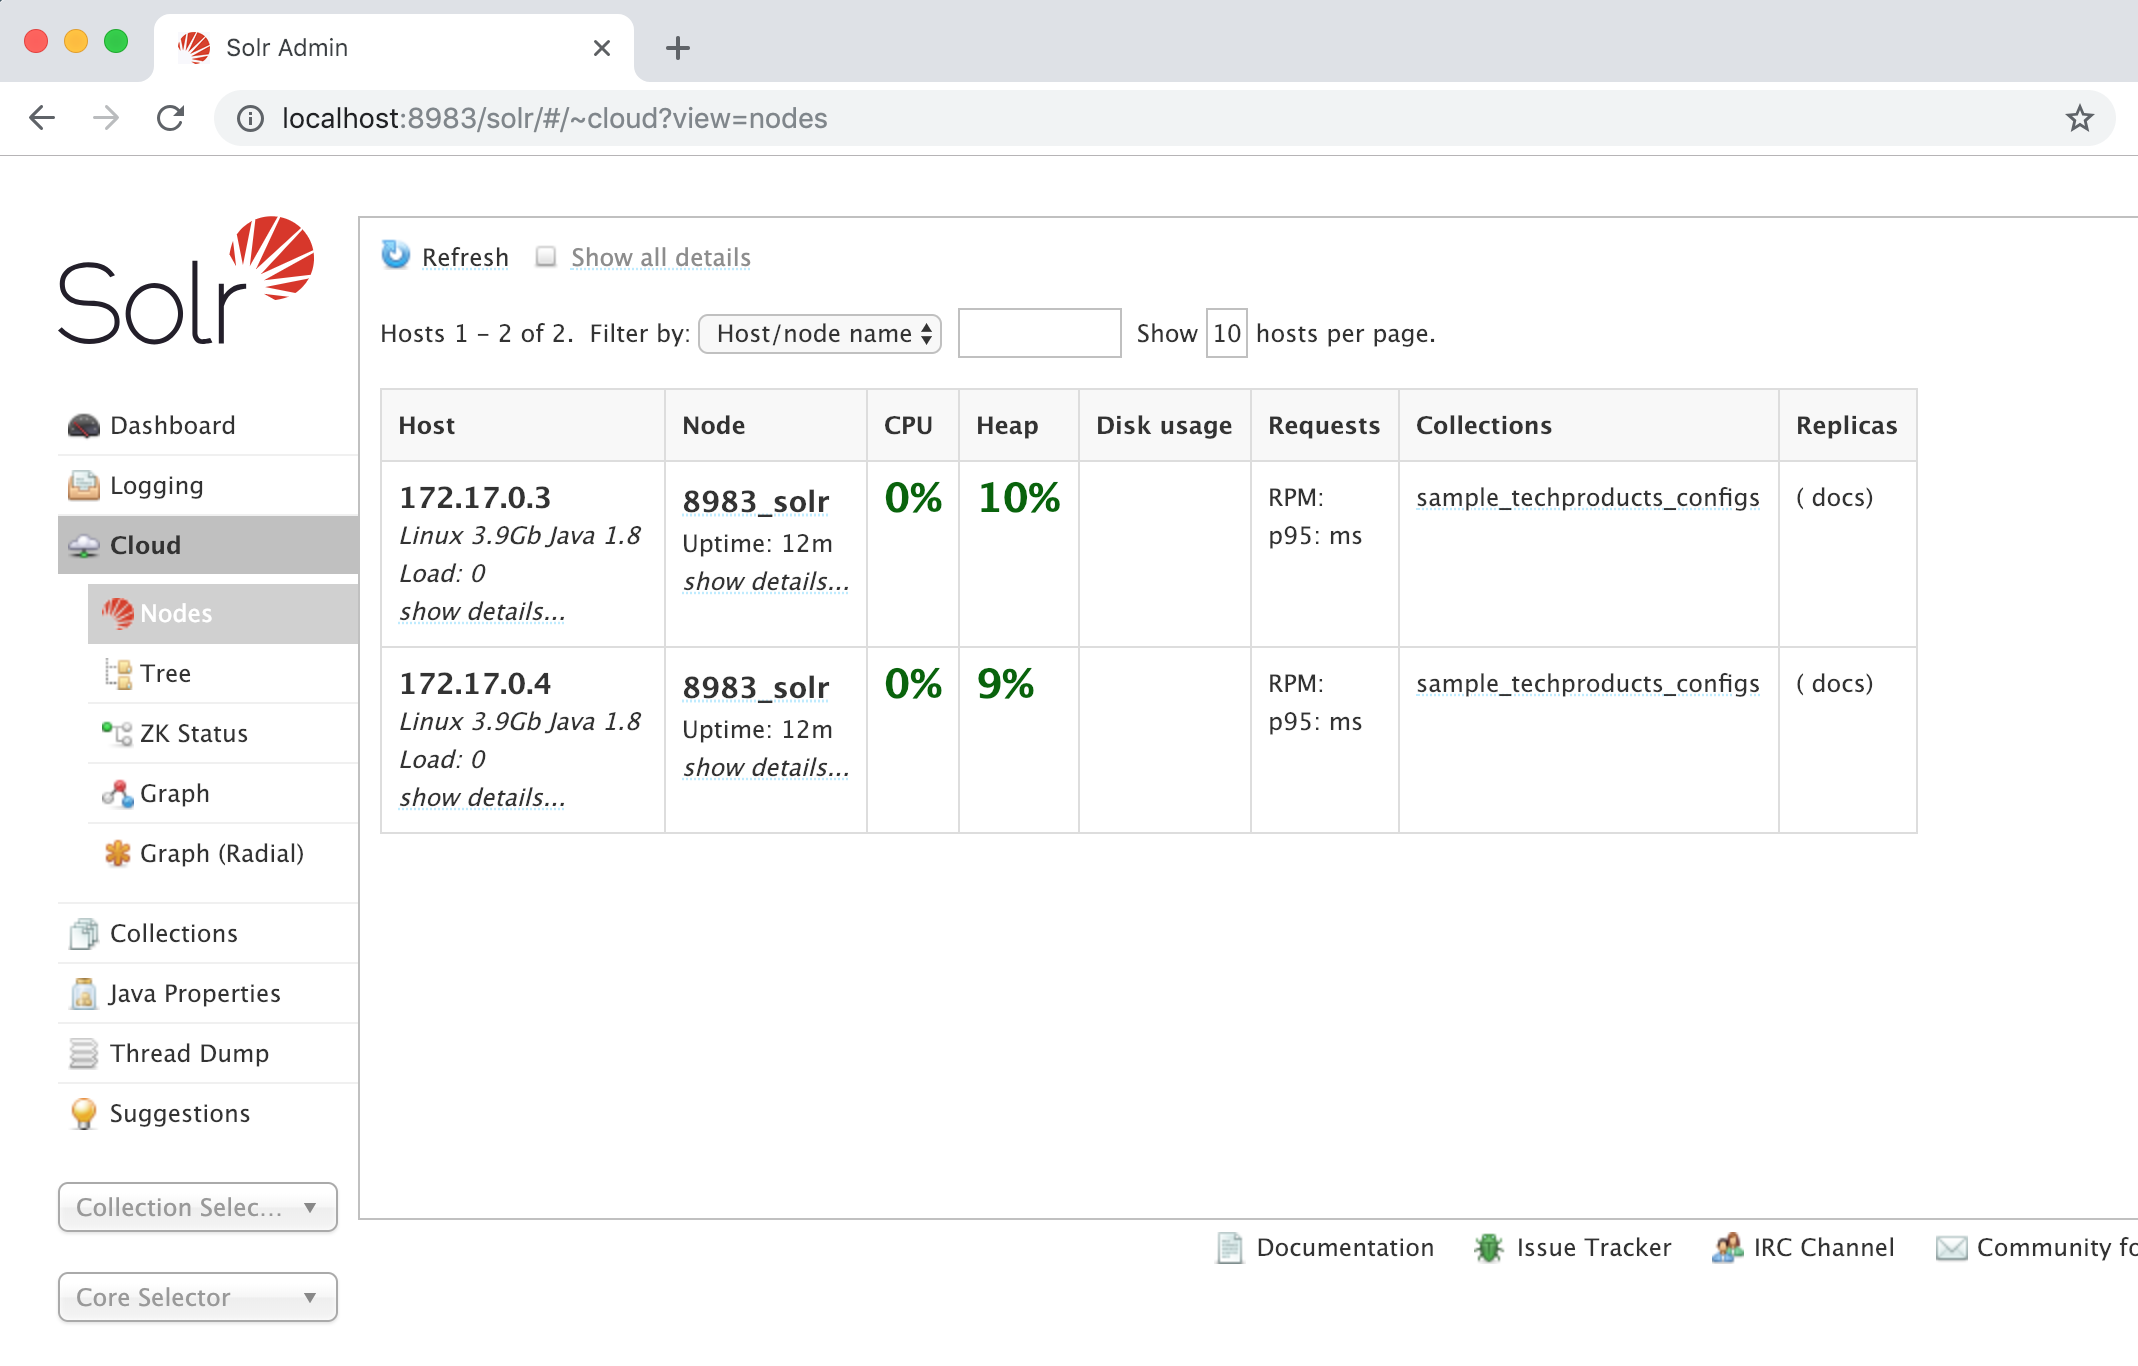 Solr Admin
localhost:8983/solr/#/~cloud?view=nodes
Solr
Dashboard
Logging
Cloud
Nodes
Tree
ZK Status
Graph
Graph (Radial)
Collections
Java Properties
Thread Dump
Suggestions
Collection Selec...
Core Selector
Refresh Show all details
Hosts 1 - 2 of 2. Filter by: Host/node name Show 10 hosts per page.
Host Node CPU Heap Disk usage Requests Collections Replicas
172.17.0.3 8983_solr 0% 10% RPM: sample_techproducts_configs ( docs)
Linux 3.9Gb Java 1.8 Uptime: 12m p95: ms
Load: 0 show details...
show details...
172.17.0.4 8983_solr 0% 9% RPM: sample_techproducts_configs ( docs)
Linux 3.9Gb Java 1.8 Uptime: 12m p95: ms
Load: 0 show details...
show details...
Documentation Issue Tracker IRC Channel Community fo